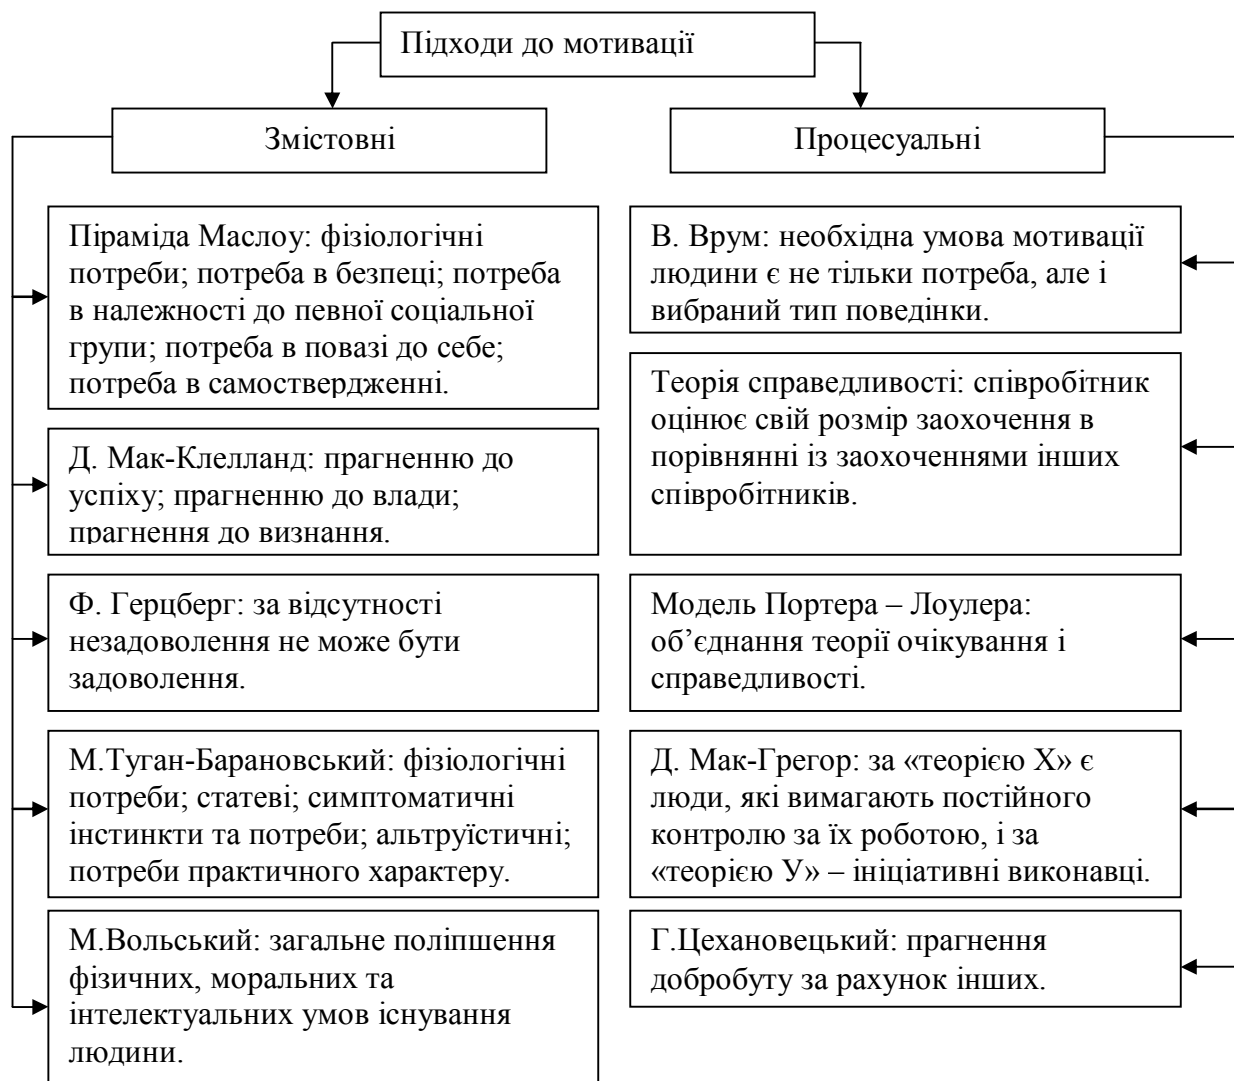 Підходи до мотивації
Змістовні
Процесуальні
Піраміда Маслоу: фізіологічні
потреби; потреба в безпеці; потреба
в належності до певної соціальної
групи; потреба в повазі до себе;
потреба в самоствердженні.
Д. Мак-Клелланд: прагненню до
успіху; прагненню до влади;
прагнення до визнання.
Ф. Герцберг: за відсутності
незадоволення не може бути
задоволення.
М.Туган-Барановський: фізіологічні
потреби; статеві; симптоматичні
інстинкти та потреби; альтруїстичні;
потреби практичного характеру.
М.Вольський: загальне поліпшення
фізичних, моральних та
інтелектуальних умов існування
людини.
В. Врум: необхідна умова мотивації
людини є не тільки потреба, але і
вибраний тип поведінки.
Теорія справедливості: співробітник
оцінює свій розмір заохочення в
порівнянні із заохоченнями інших
співробітників.
Модель Портера – Лоулера:
об’єднання теорії очікування і
справедливості.
Д. Мак-Грегор: за «теорією Х» є
люди, які вимагають постійного
контролю за їх роботою, і за
«теорією У» – ініціативні виконавці.
Г.Цехановецький: прагнення
добробуту за рахунок інших.